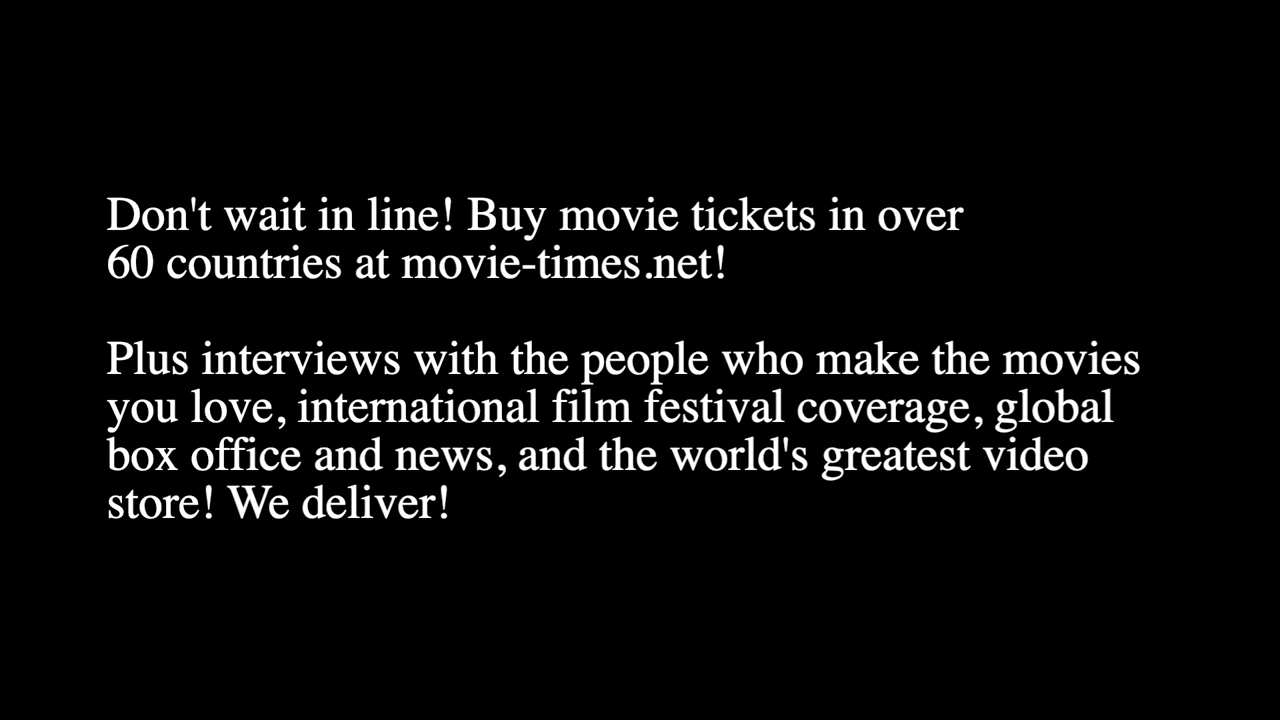 Don't wait in line! Buy movie tickets in over
60 countries at movie-times.net!
Plus interviews with the people who make the movies
you love, international film festival coverage, global
box office and news, and the world's greatest video
store! We deliver!